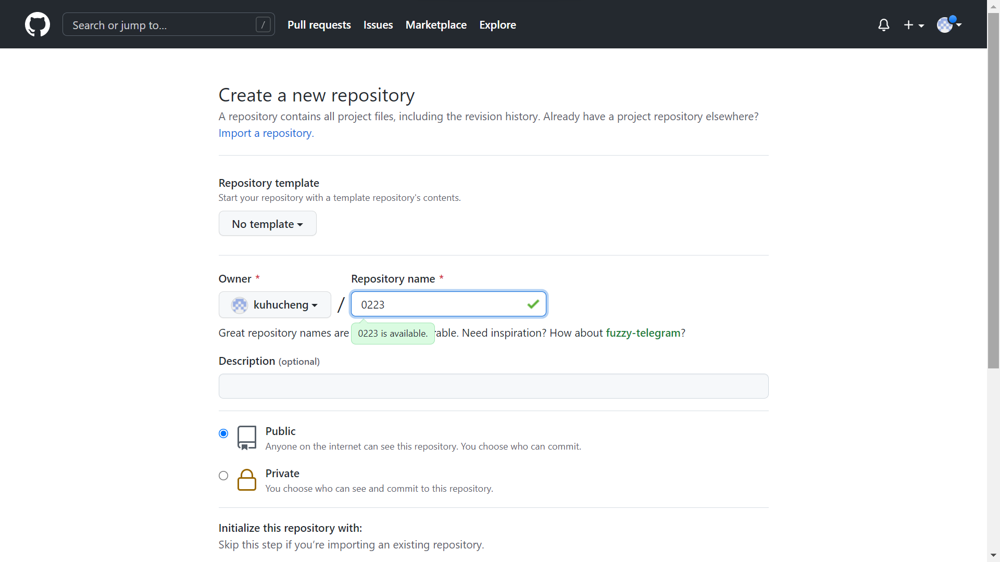 Search or jump to...
/
Pull requests
Issues
Marketplace
Explore
Create a new repository
A repository contains all project files, including the revision history. Already have a project repository elsewhere?
Import a repository.
Repository template
Start your repository with a template repository's contents.
No template
Owner *
Repository name *
kuhucheng
/
0223
Great repository names are
0223 is available.
rable. Need inspiration? How about fuzzy-telegram?
Description (optional)
Public
Anyone on the internet can see this repository. You choose who can commit.
Private
You choose who can see and commit to this repository.
Initialize this repository with:
Skip this step if you’re importing an existing repository.